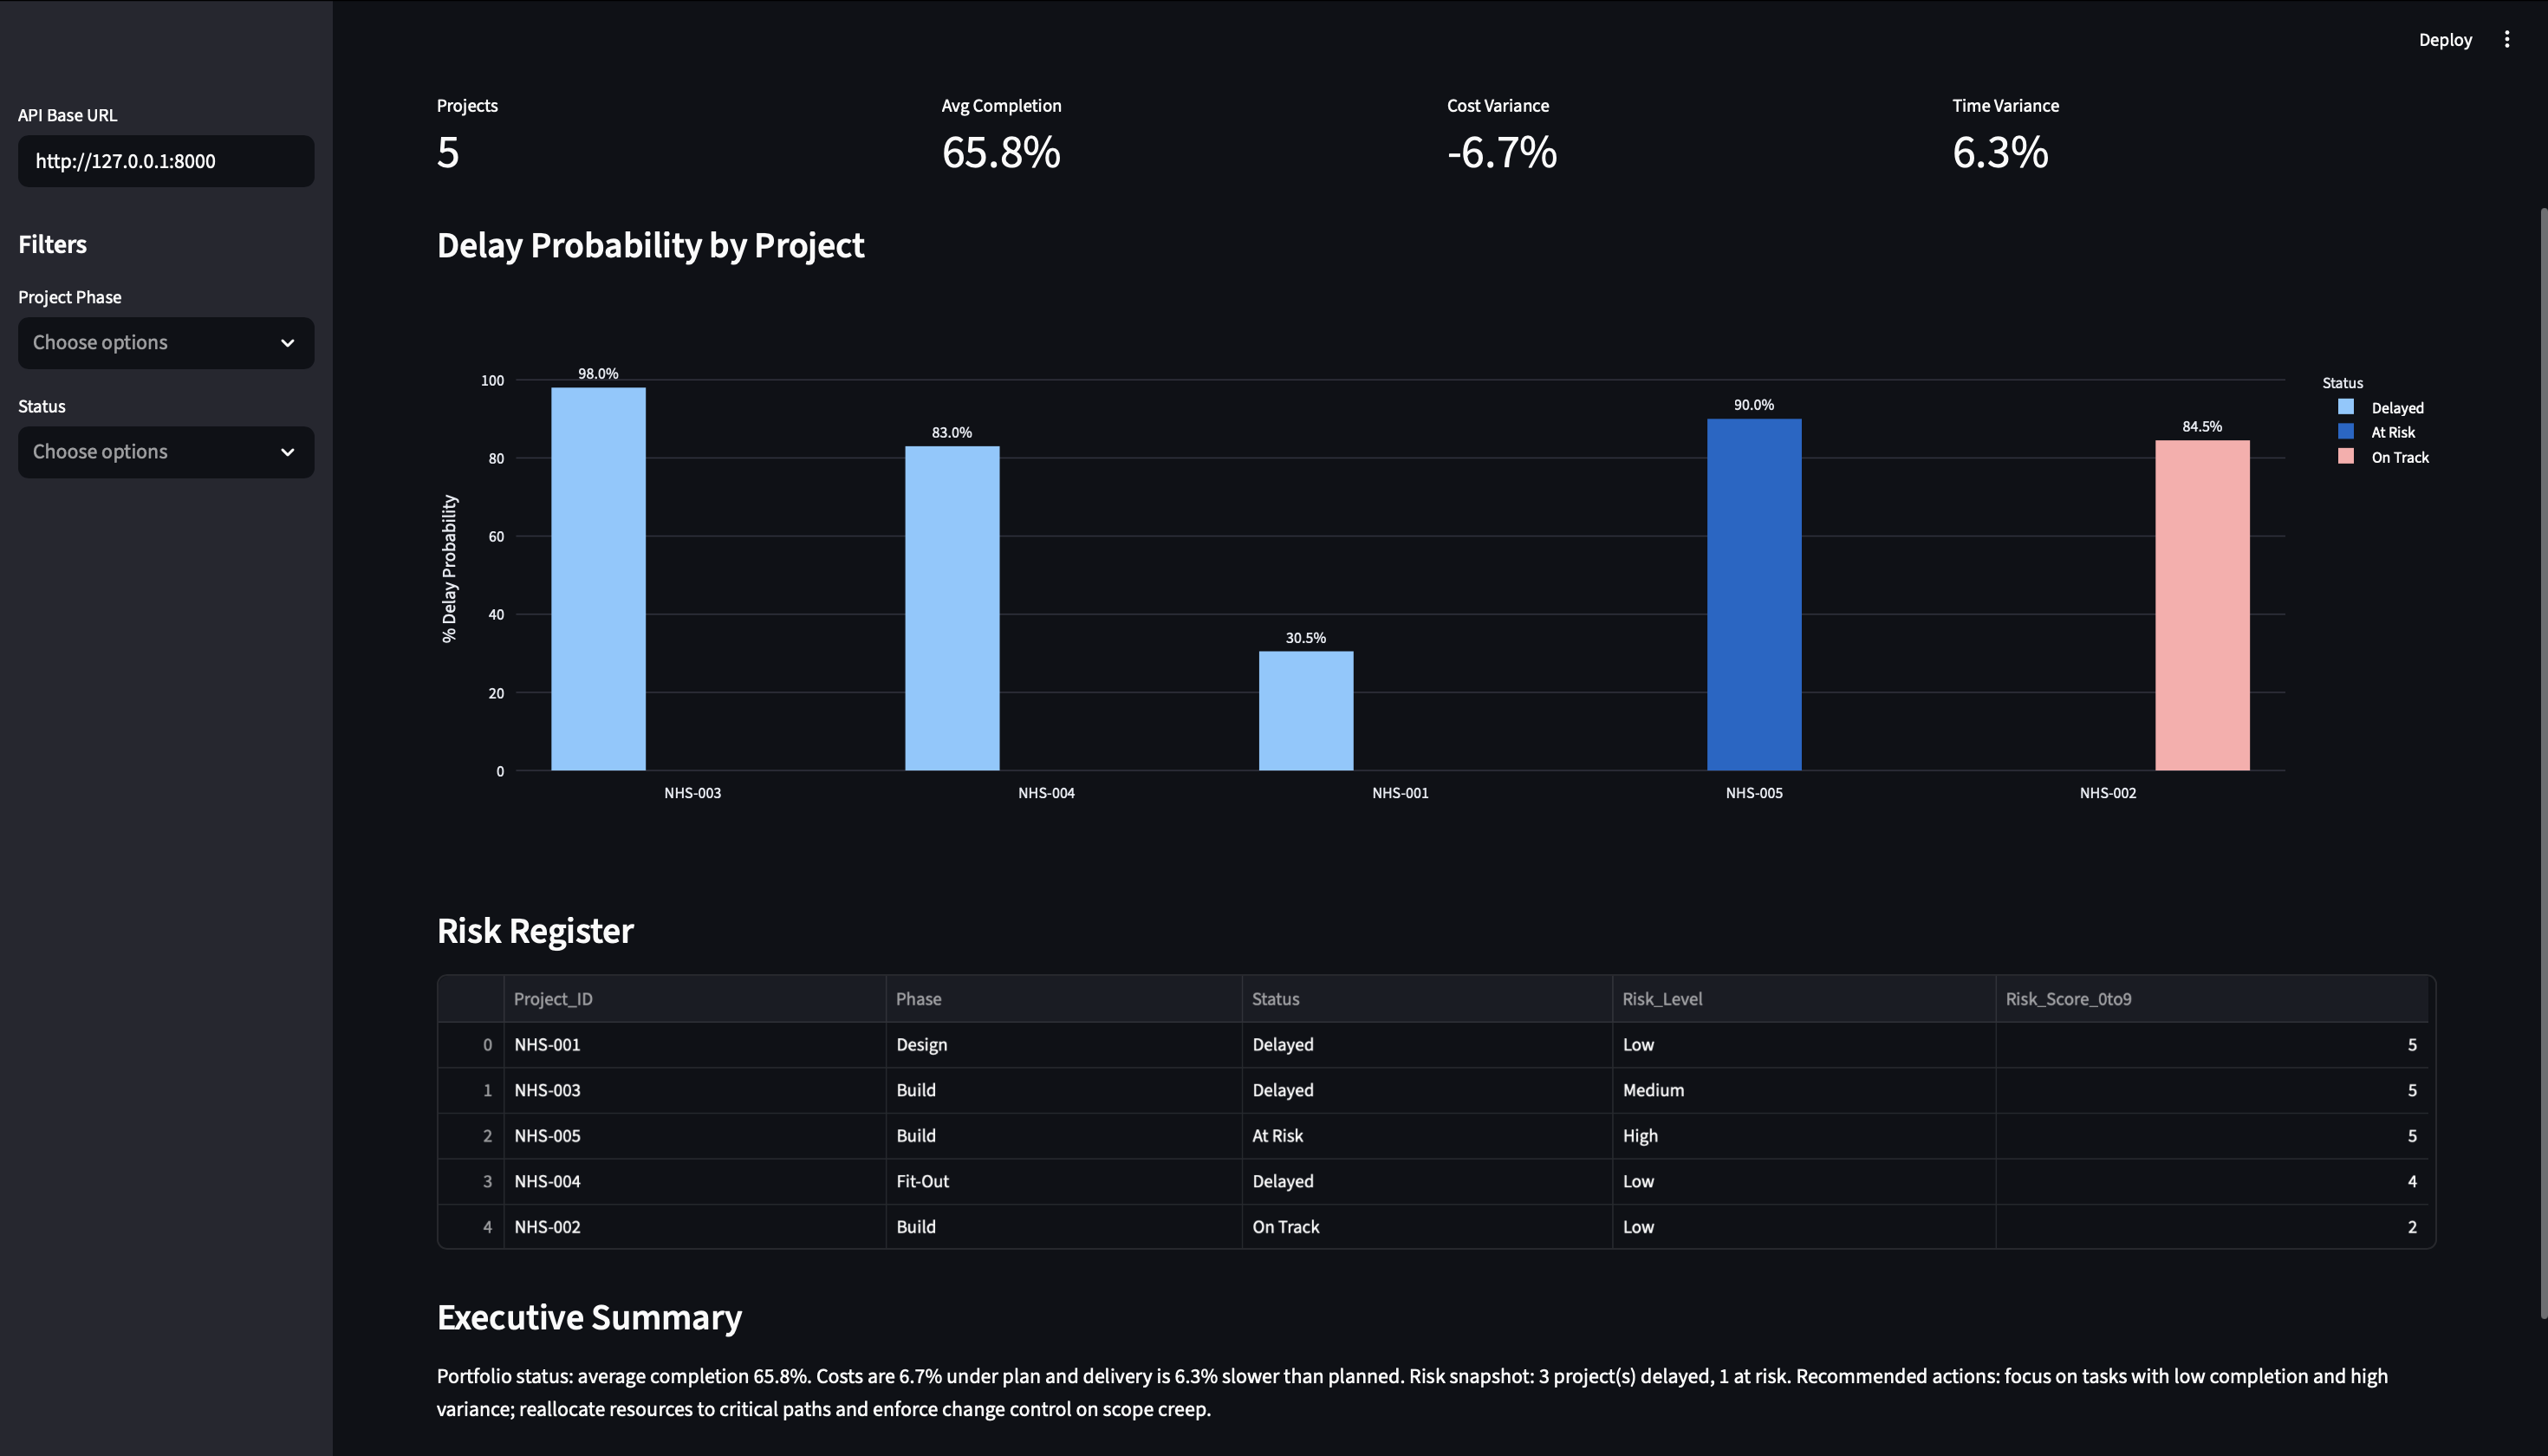 Deploy
API Base URL
http://127.0.0.1:8000
Filters
Project Phase
Choose options
Status
Choose options
Projects
5
Avg Completion
65.8%
Cost Variance
-6.7%
Time Variance
6.3%
Delay Probability by Project
% Delay Probability
100
80
60
40
20
0
98.0%
83.0%
30.5%
90.0%
84.5%
NHS-003
NHS-004
NHS-001
NHS-005
NHS-002
Status
Delayed
At Risk
On Track
Risk Register
Project_ID Phase Status Risk_Level Risk_Score_0to9
0 NHS-001 Design Delayed Low 5
1 NHS-003 Build Delayed Medium 5
2 NHS-005 Build At Risk High 5
3 NHS-004 Fit-Out Delayed Low 4
4 NHS-002 Build On Track Low 2
Executive Summary
Portfolio status: average completion 65.8%. Costs are 6.7% under plan and delivery is 6.3% slower than planned. Risk snapshot: 3 project(s) delayed, 1 at risk. Recommended actions: focus on tasks with low completion and high
variance; reallocate resources to critical paths and enforce change control on scope creep.